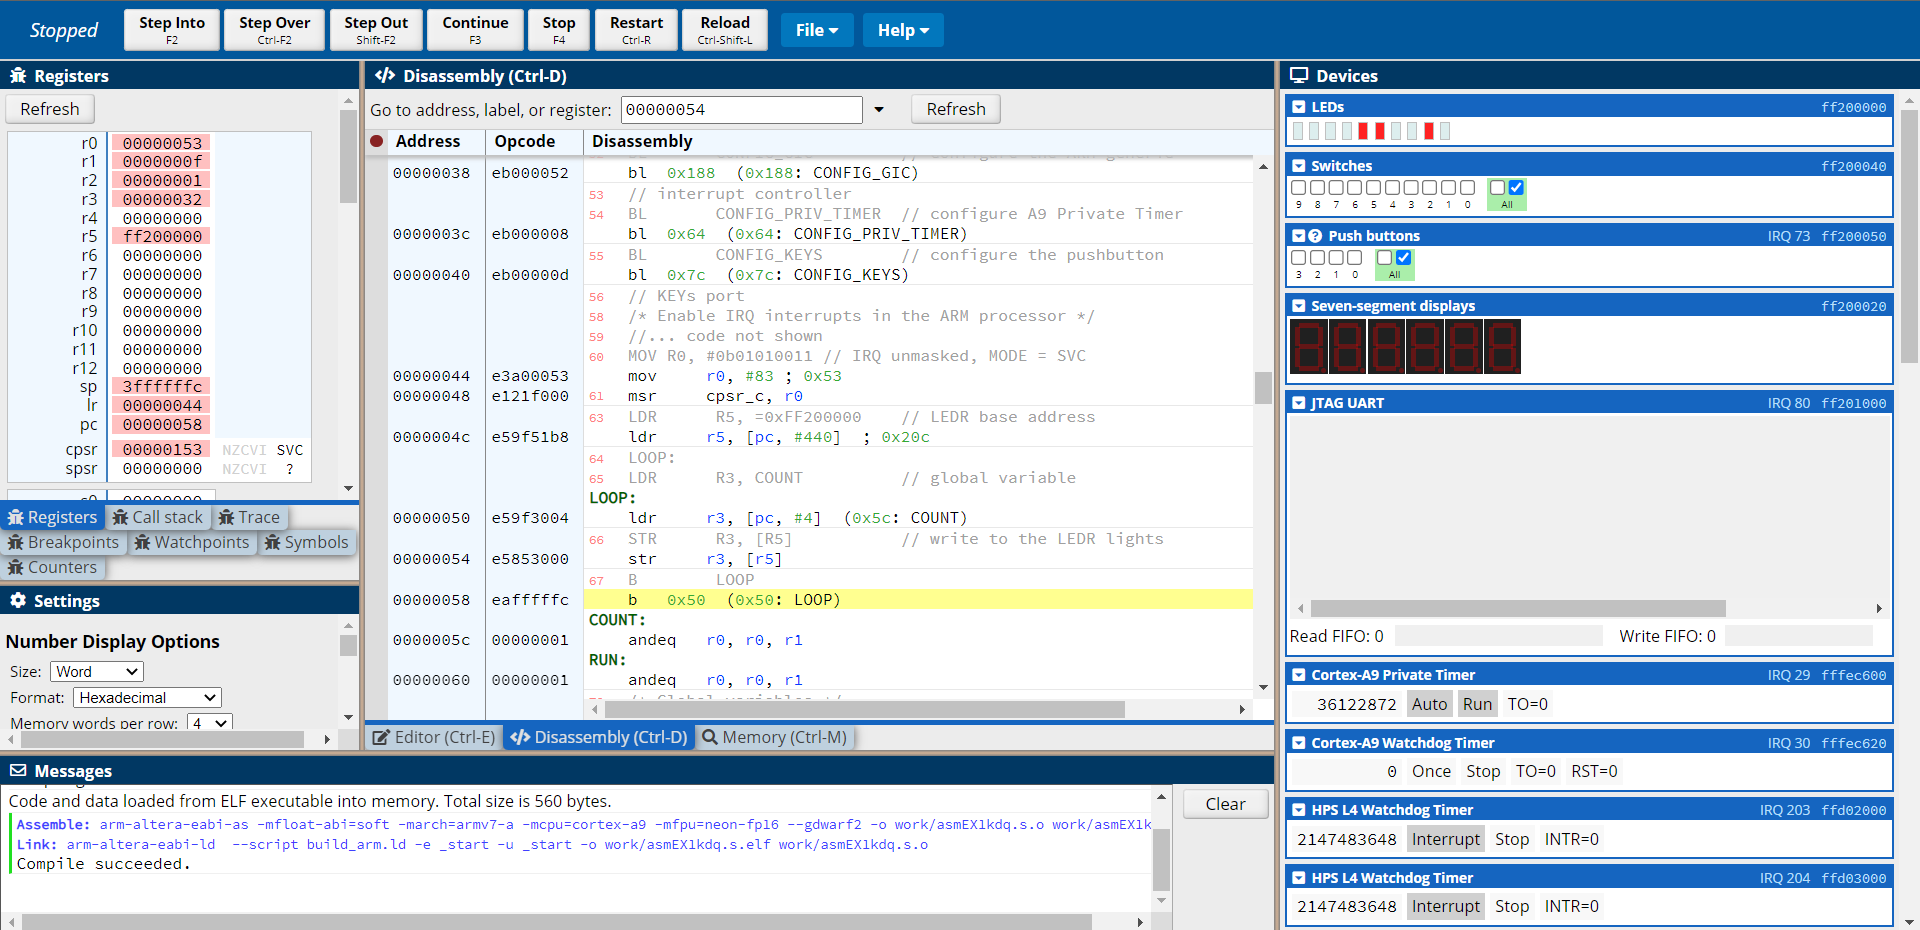 Stopped
Step Into
F2
Step Over
Ctrl-F2
Step Out
Shift-F2
Continue
F3
Stop
F4
Restart
Ctrl-R
Reload
Ctrl-Shift-L
File
Help
Registers
Refresh
r0 00000053
r1 0000000f
r2 00000001
r3 00000032
r4 00000000
r5 ff200000
r6 00000000
r7 00000000
r8 00000000
r9 00000000
r10 00000000
r11 00000000
r12 00000000
sp 3ffffffc
lr 00000044
pc 00000058
cpsr 00000153 NZCVI SVC
spsr 00000000 NZCVI ?
Registers Call stack Trace
Breakpoints Watchpoints Symbols
Counters
Settings
Number Display Options
Size: Word
Format: Hexadecimal
Memory words per row: 4
Disassembly (Ctrl-D)
Go to address, label, or register: 00000054 Refresh
Address Opcode Disassembly
00000038 eb000052 bl 0x188 (0x188: CONFIG_GIC)
53 // interrupt controller
54 BL CONFIG_PRIV_TIMER // configure A9 Private Timer
0000003c eb000008 bl 0x64 (0x64: CONFIG_PRIV_TIMER)
55 BL CONFIG_KEYS // configure the pushbutton
00000040 eb00000d bl 0x7c (0x7c: CONFIG_KEYS)
56 // KEYs port
58 /* Enable IRQ interrupts in the ARM processor */
59 //... code not shown
60 MOV R0, #0b01010011 // IRQ unmasked, MODE = SVC
00000044 e3a00053 mov r0, #83 ; 0x53
00000048 e121f000 61 msr cpsr_c, r0
63 LDR R5, =0xFF200000 // LEDR base address
0000004c e59f51b8 ldr r5, [pc, #440] ; 0x20c
64 LOOP:
65 LDR R3, COUNT // global variable
LOOP:
00000050 e59f3004 ldr r3, [pc, #4] (0x5c: COUNT)
66 STR R3, [R5] // write to the LEDR lights
00000054 e5853000 str r3, [r5]
67 B LOOP
00000058 eafffffc b 0x50 (0x50: LOOP)
COUNT:
0000005c 00000001 andeq r0, r0, r1
RUN:
00000060 00000001 andeq r0, r0, r1
Editor (Ctrl-E) Disassembly (Ctrl-D) Memory (Ctrl-M)
Messages
Code and data loaded from ELF executable into memory. Total size is 560 bytes.
Assemble: arm-altera-eabi-as -mfloat-abi=soft -march=armv7-a -mcpu=cortex-a9 -mfpu=neon-fp16 --gdwarf2 -o work/asmEX1kdq.s.o work/asmEX1k
Link: arm-altera-eabi-ld --script build_arm.ld -e _start -u _start -o work/asmEX1kdq.s.elf work/asmEX1kdq.s.o
Compile succeeded.
Clear
Devices
LEDs ff200000
Switches ff200040
9 8 7 6 5 4 3 2 1 0 All
Push buttons IRQ 73 ff200050
3 2 1 0 All
Seven-segment displays ff200020
JTAG UART IRQ 80 ff201000
Read FIFO: 0 Write FIFO: 0
Cortex-A9 Private Timer IRQ 29 fffec600
36122872 Auto Run TO=0
Cortex-A9 Watchdog Timer IRQ 30 fffec620
0 Once Stop TO=0 RST=0
HPS L4 Watchdog Timer IRQ 203 ffd02000
2147483648 Interrupt Stop INTR=0
HPS L4 Watchdog Timer IRQ 204 ffd03000
2147483648 Interrupt Stop INTR=0